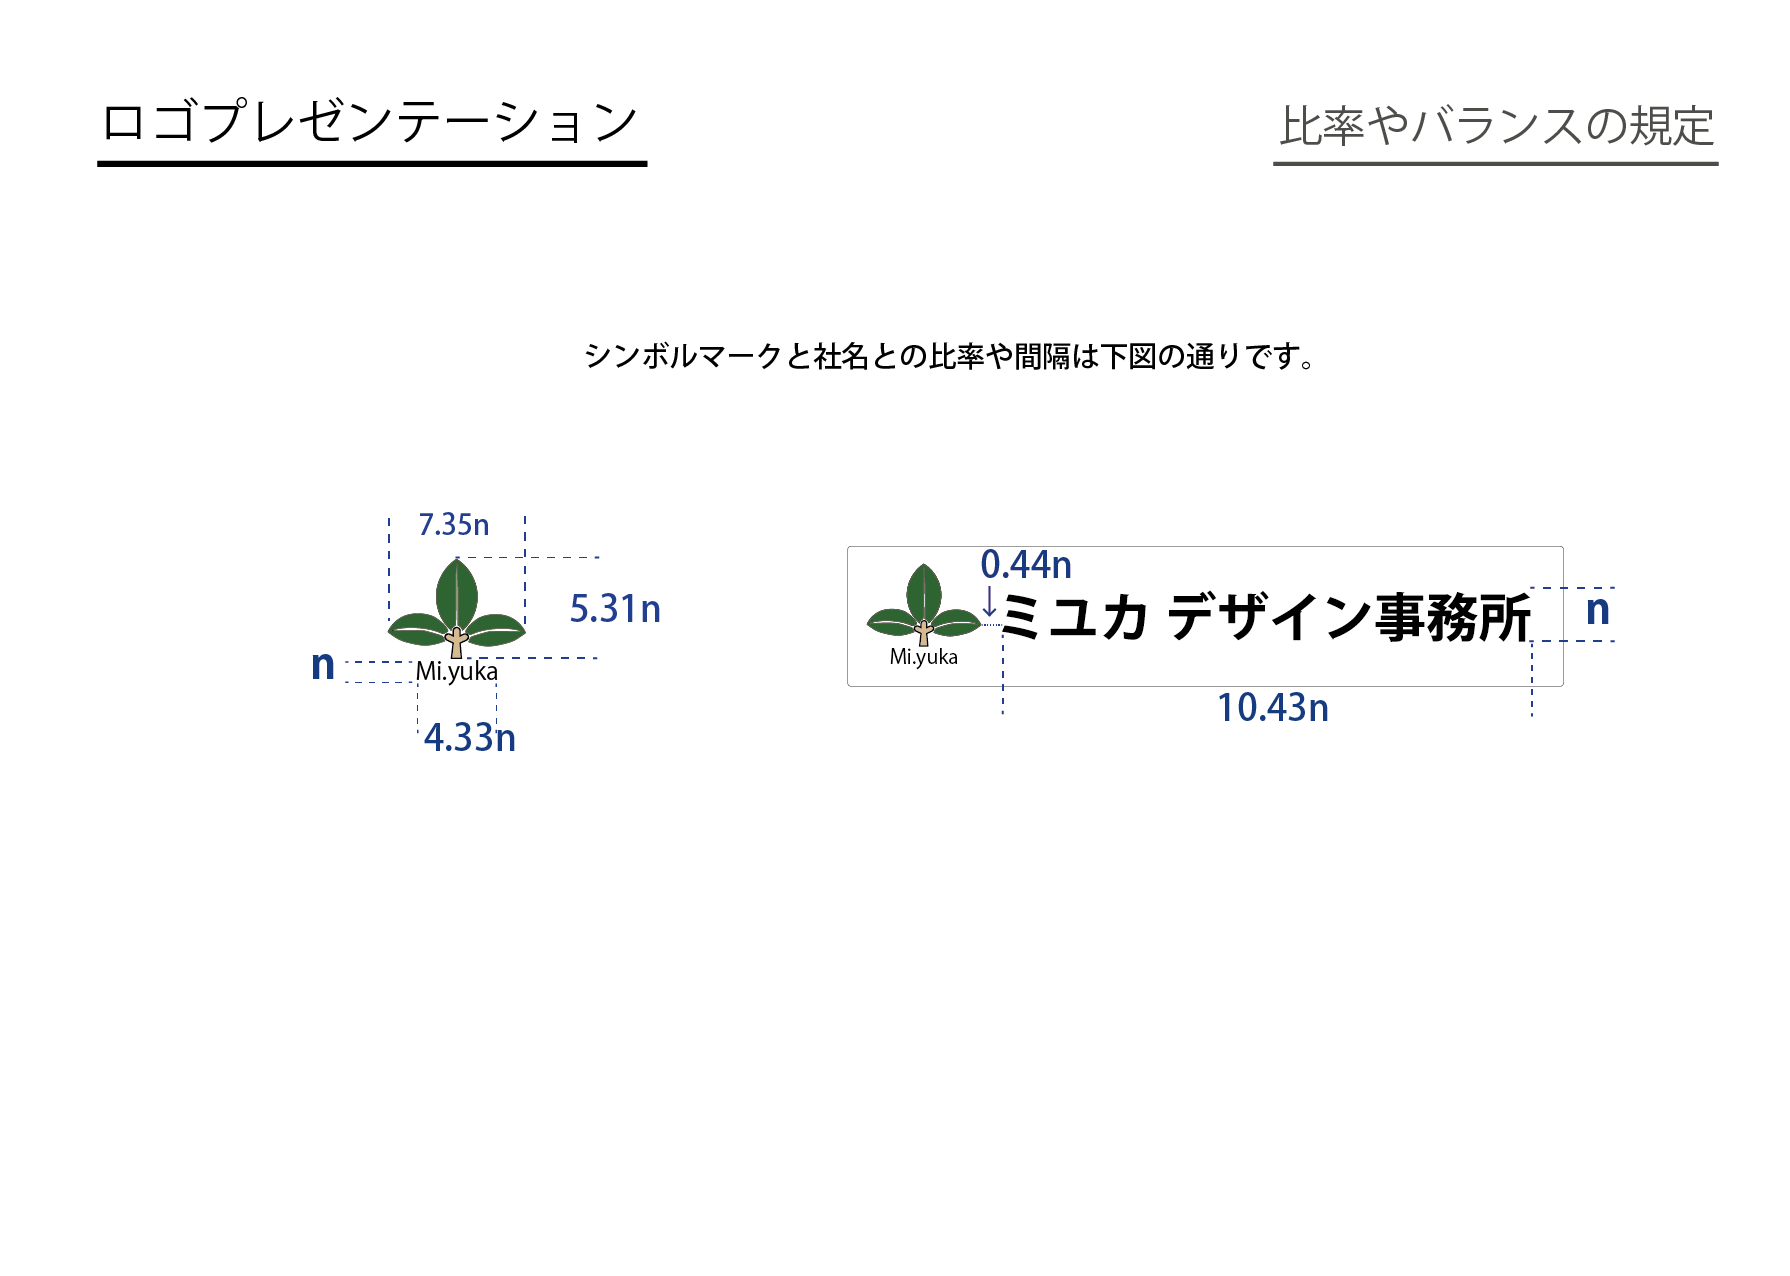 ロゴプレゼンテーション
比率やバランスの規定
シンボルマークと社名との比率や間隔は下図の通りです。
7.35n
5.31n
n
Mi.yuka
4.33n
0.44n
ミユカ デザイン事務所
n
Mi.yuka
10.43n